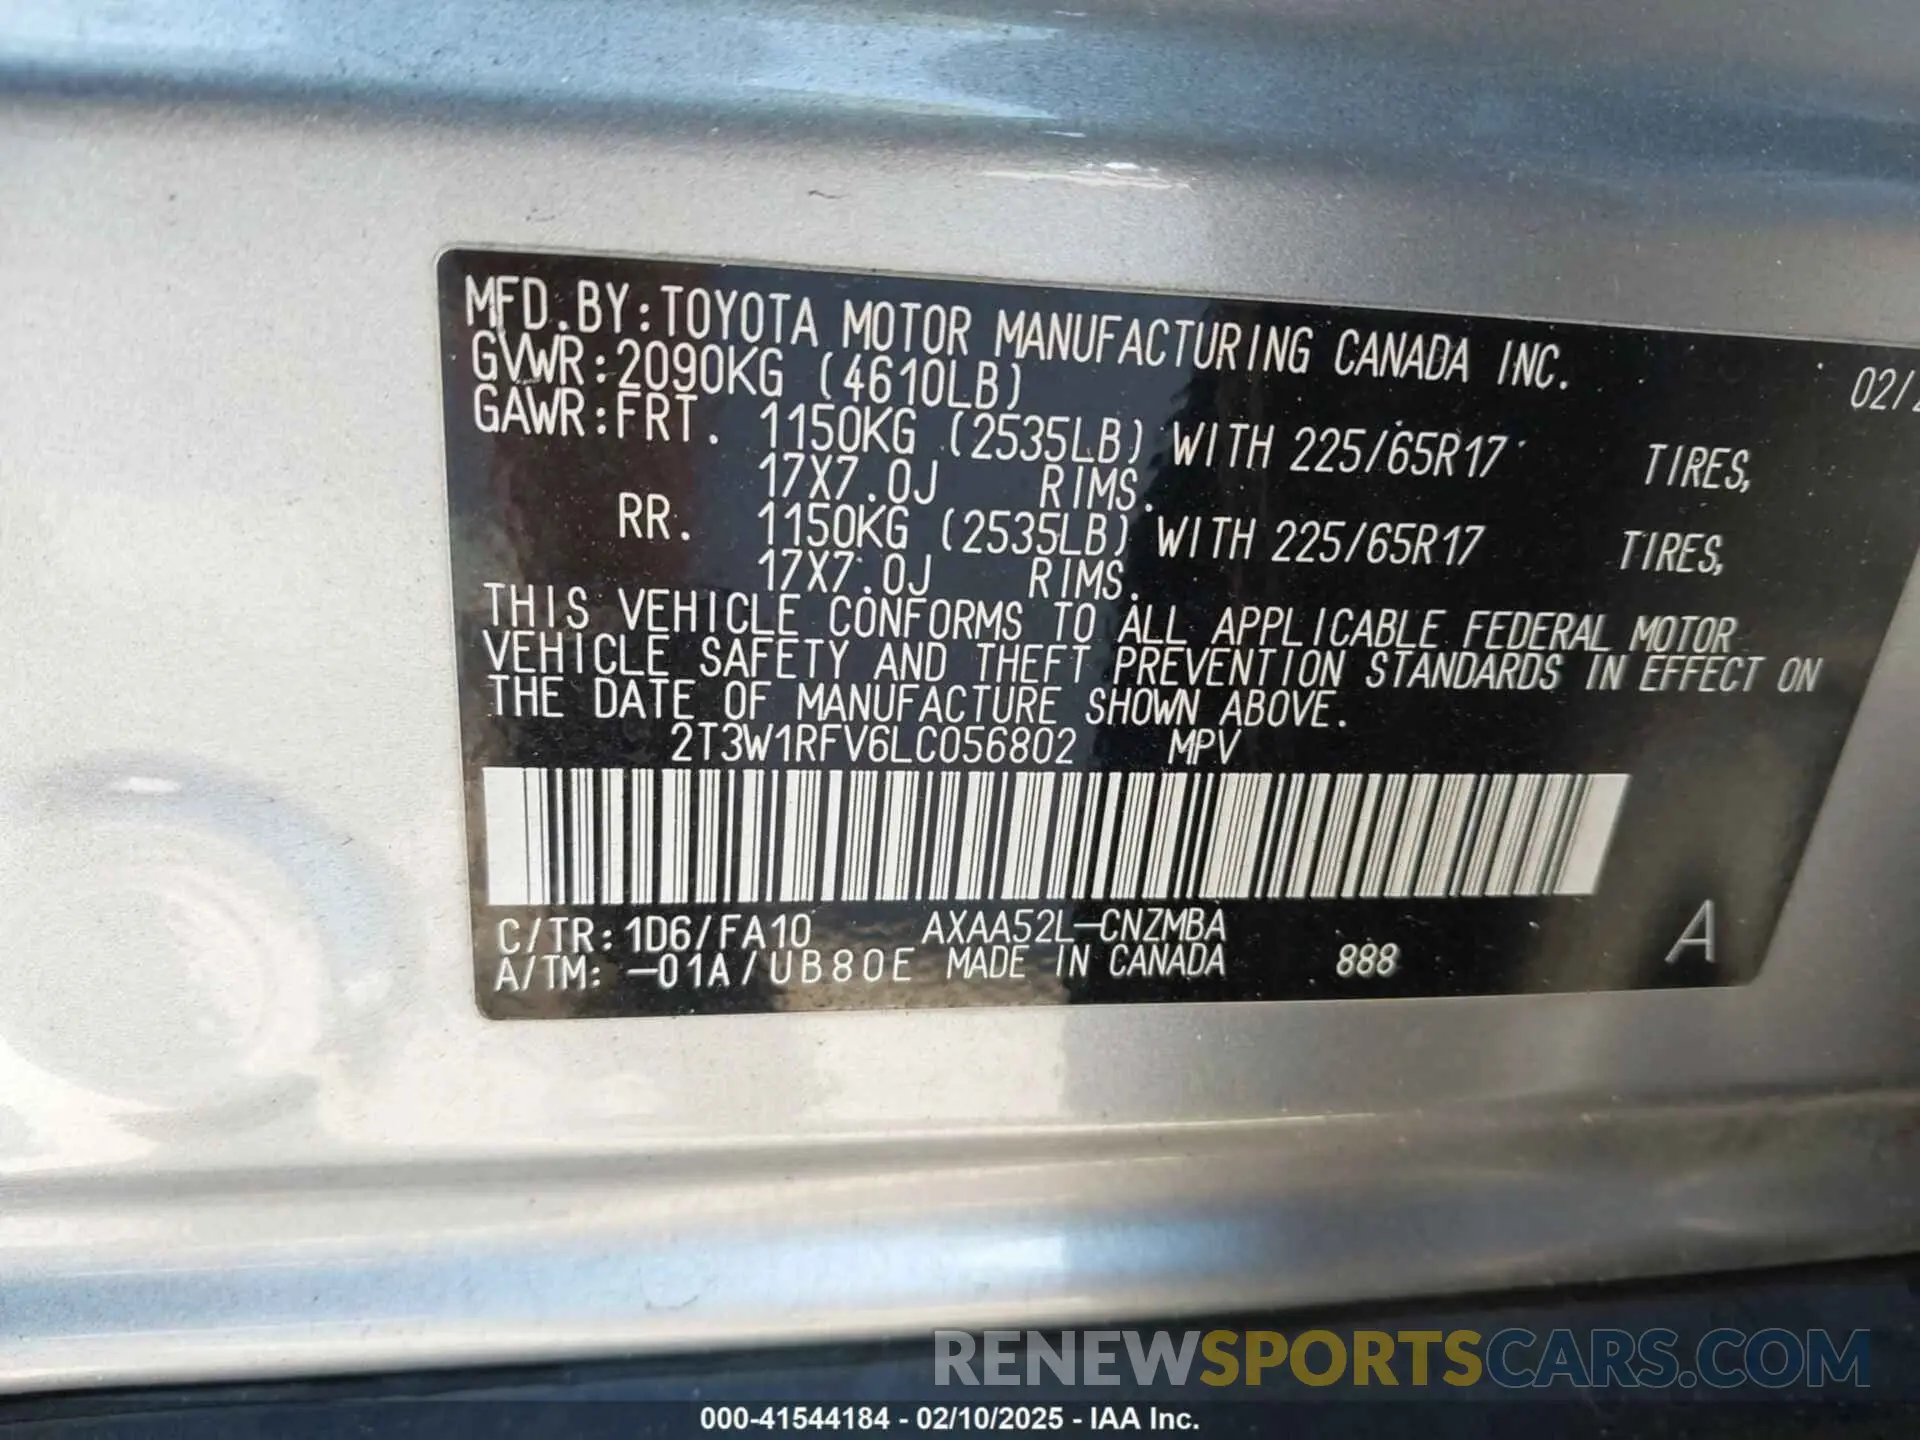 MFD.BY:TOYOTA MOTOR MANUFACTURING CANADA INC. 02/2
GVWR:2090KG (4610LB)
GAWR:FRT. 1150KG (2535LB) WITH 225/65R17 TIRES,
17X7.0J RIMS.
RR. 1150KG (2535LB) WITH 225/65R17 TIRES,
17X7.0J RIMS.
THIS VEHICLE CONFORMS TO ALL APPLICABLE FEDERAL MOTOR
VEHICLE SAFETY AND THEFT PREVENTION STANDARDS IN EFFECT ON
THE DATE OF MANUFACTURE SHOWN ABOVE.
2T3W1RFV6LC056802 MPV
C/TR:1D6/FA10 AXAA52L-CNZMBA
A/TM:-01A/UB80E MADE IN CANADA 888 A
RENEWSPORTSCARS.COM
000-41544184 - 02/10/2025 - IAA Inc.